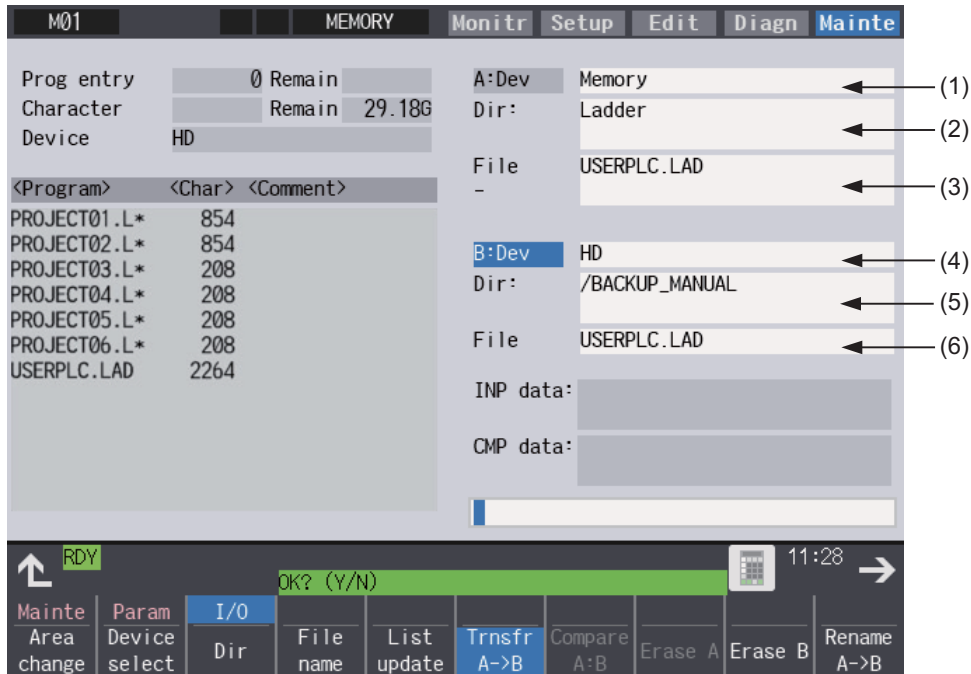 M01 MEMORY Monitr Setup Edit Diagn Mainte
Prog entry 0 Remain
Character Remain 29.18G
Device HD
<Program> <Char> <Comment>
PROJECT01.L* 854
PROJECT02.L* 854
PROJECT03.L* 208
PROJECT04.L* 208
PROJECT05.L* 208
PROJECT06.L* 208
USERPLC.LAD 2264
A:Dev Memory (1)
Dir: Ladder (2)
File USERPLC.LAD (3)
-
B:Dev HD (4)
Dir: /BACKUP_MANUAL (5)
File USERPLC.LAD (6)
INP data:
CMP data:
RDY 11:28
OK? (Y/N)
Mainte Param I/O
Area change
Device select
Dir
File name
List update
Trnsfr A->B
Compare A:B
Erase A
Erase B
Rename A->B